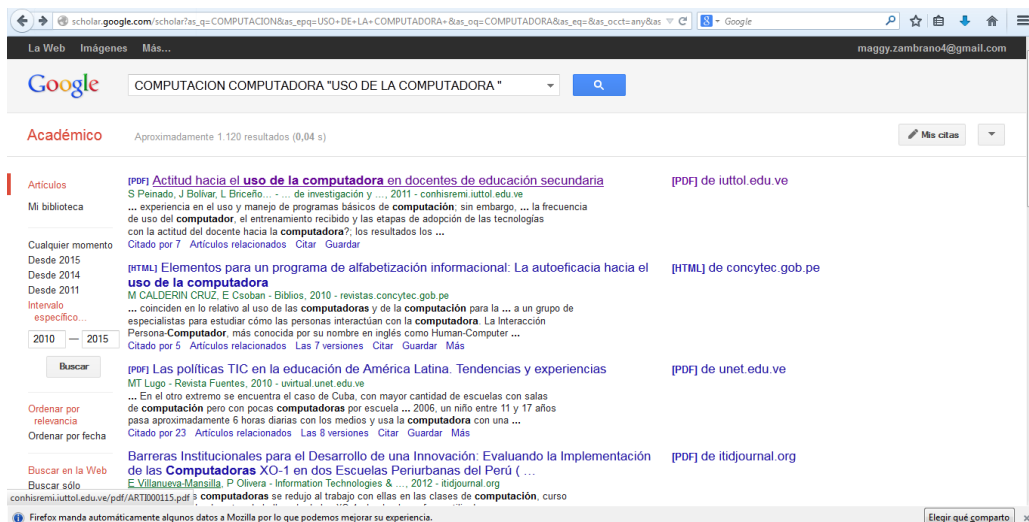 scholar.google.com/scholar?as_q=COMPUTACION&as_epq=USO+DE+LA+COMPUTADORA+&as_oq=COMPUTADORA&as_eq=&as_occt=any&as
Google
La Web Imágenes Más...
maggy.zambrano4@gmail.com
Google
COMPUTACION COMPUTADORA "USO DE LA COMPUTADORA "
Académico
Aproximadamente 1.120 resultados (0,04 s)
Mis citas
Artículos
Mi biblioteca
Cualquier momento
Desde 2015
Desde 2014
Desde 2011
Intervalo
específico...
2010 — 2015
Buscar
Ordenar por
relevancia
Ordenar por fecha
Buscar en la Web
Buscar sólo
[PDF] Actitud hacia el uso de la computadora en docentes de educación secundaria
[PDF] de iuttol.edu.ve
S Peinado, J Bolívar, L Briceño... - ... de investigación y ..., 2011 - conhisremi.iuttol.edu.ve
... experiencia en el uso y manejo de programas básicos de computación; sin embargo, ... la frecuencia
de uso del computador, el entrenamiento recibido y las etapas de adopción de las tecnologías
con la actitud del docente hacia la computadora?; los resultados los ...
Citado por 7 Artículos relacionados Citar Guardar
[HTML] Elementos para un programa de alfabetización informacional: La autoeficacia hacia el
uso de la computadora
[HTML] de concytec.gob.pe
M CALDERIN CRUZ, E Csoban - Biblios, 2010 - revistas.concytec.gob.pe
... coinciden en lo relativo al uso de las computadoras y de la computación para la ... a un grupo de
especialistas para estudiar cómo las personas interactúan con la computadora. La Interacción
Persona-Computador, más conocida por su nombre en inglés como Human-Computer ...
Citado por 5 Artículos relacionados Las 7 versiones Citar Guardar Más
[PDF] Las políticas TIC en la educación de América Latina. Tendencias y experiencias
[PDF] de unet.edu.ve
MT Lugo - Revista Fuentes, 2010 - uvirtual.unet.edu.ve
... En el otro extremo se encuentra el caso de Cuba, con mayor cantidad de escuelas con salas
de computación pero con pocas computadoras por escuela ... 2006, un niño entre 11 y 17 años
pasa aproximadamente 6 horas diarias con los medios y usa la computadora con una ...
Citado por 23 Artículos relacionados Las 8 versiones Citar Guardar Más
Barreras Institucionales para el Desarrollo de una Innovación: Evaluando la Implementación
de las Computadoras XO-1 en dos Escuelas Periurbanas del Perú ( ...
[PDF] de itidjournal.org
E Villanueva-Mansilla, P Olivera - Information Technologies & ..., 2012 - itidjournal.org
computadoras se redujo al trabajo con ellas en las clases de computación, curso
conhisremi.iuttol.edu.ve/pdf/ARTI000115.pdf
Firefox manda automáticamente algunos datos a Mozilla por lo que podemos mejorar su experiencia.
Elegir qué comparto